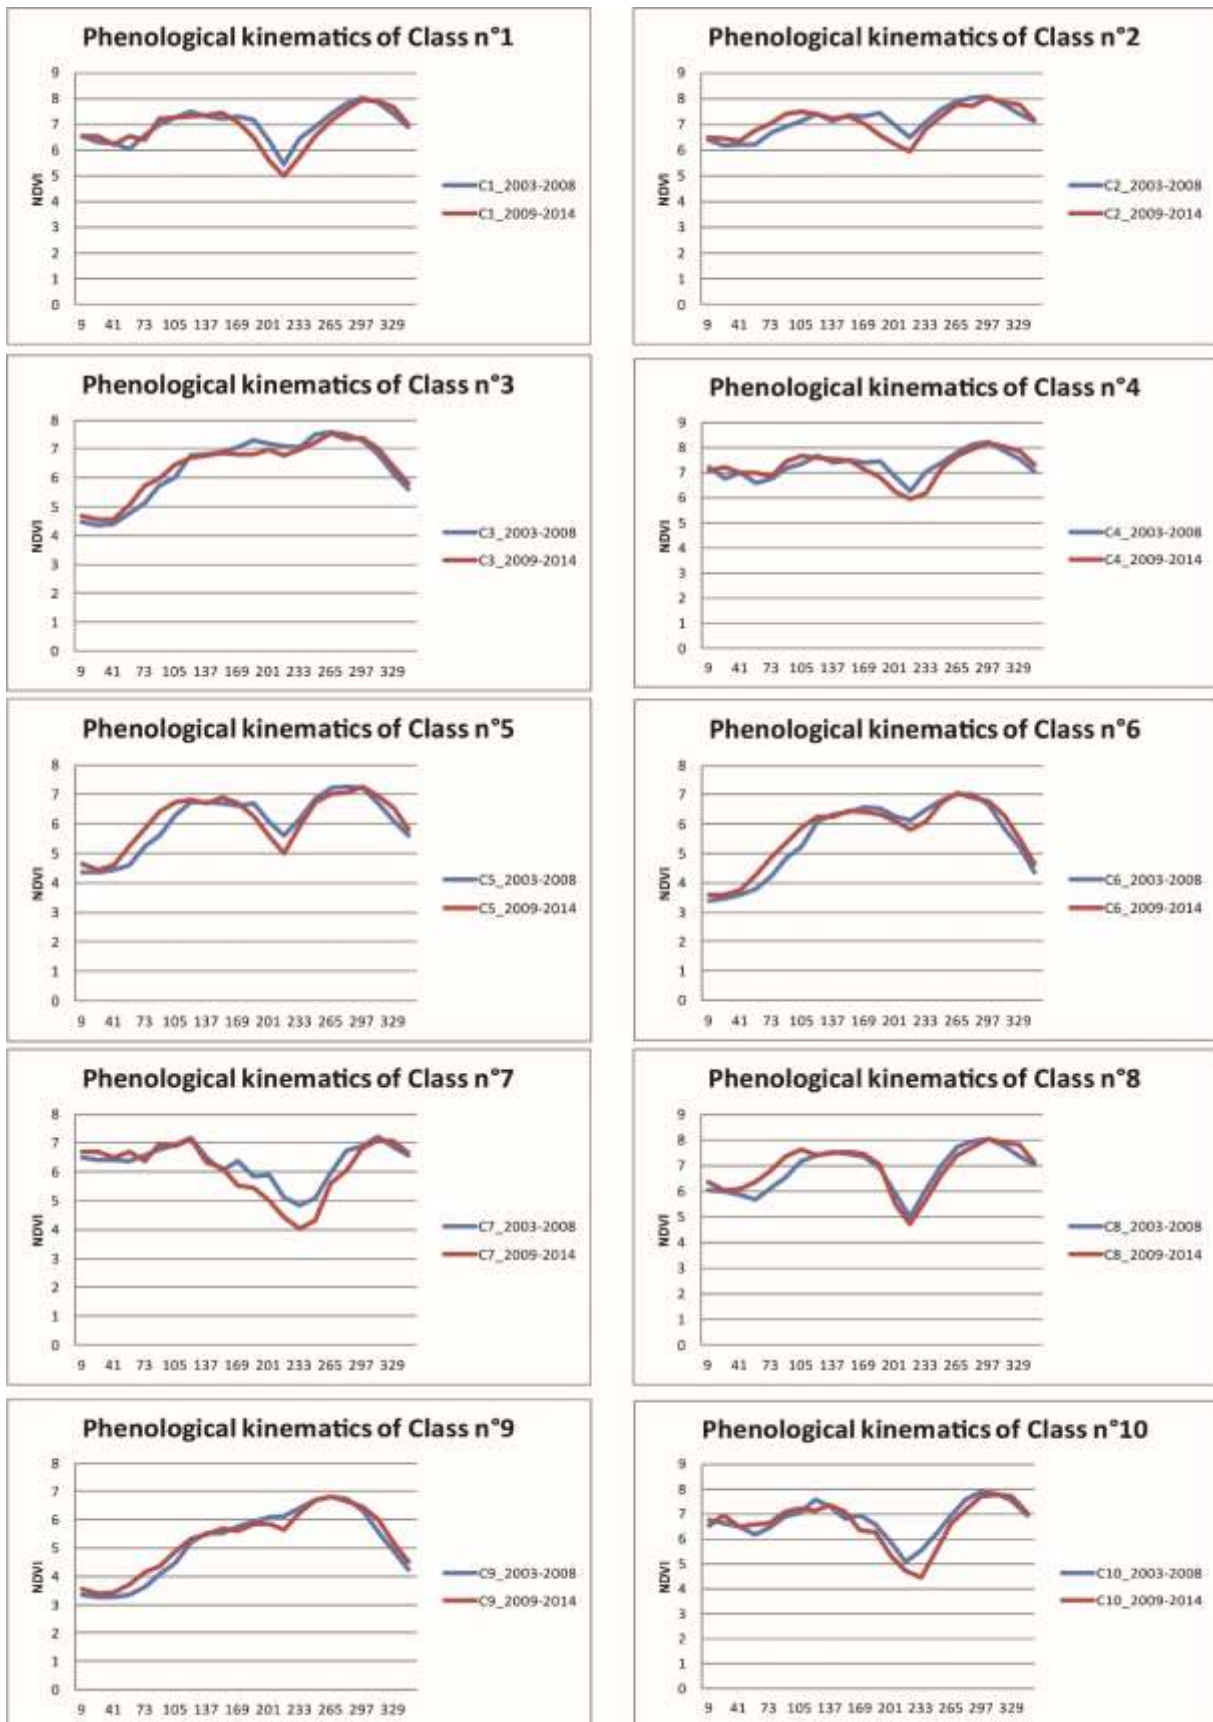 Phenological kinematics of Class n°1
9
8
7
6
5
4
3
2
1
0
NDVI
C1_2003-2008
C1_2009-2014
9 41 73 105 137 169 201 233 265 297 329
Phenological kinematics of Class n°2
9
8
7
6
5
4
3
2
1
0
NDVI
C2_2003-2008
C2_2009-2014
9 41 73 105 137 169 201 233 265 297 329
Phenological kinematics of Class n°3
8
7
6
5
4
3
2
1
0
NDVI
C3_2003-2008
C3_2009-2014
9 41 73 105 137 169 201 233 265 297 329
Phenological kinematics of Class n°4
9
8
7
6
5
4
3
2
1
0
NDVI
C4_2003-2008
C4_2009-2014
9 41 73 105 137 169 201 233 265 297 329
Phenological kinematics of Class n°5
8
7
6
5
4
3
2
1
0
NDVI
C5_2003-2008
C5_2009-2014
9 41 73 105 137 169 201 233 265 297 329
Phenological kinematics of Class n°6
8
7
6
5
4
3
2
1
0
NDVI
C6_2003-2008
C6_2009-2014
9 41 73 105 137 169 201 233 265 297 329
Phenological kinematics of Class n°7
8
7
6
5
4
3
2
1
0
NDVI
C7_2003-2008
C7_2009-2014
9 41 73 105 137 169 201 233 265 297 329
Phenological kinematics of Class n°8
9
8
7
6
5
4
3
2
1
0
NDVI
C8_2003-2008
C8_2009-2014
9 41 73 105 137 169 201 233 265 297 329
Phenological kinematics of Class n°9
8
7
6
5
4
3
2
1
0
NDVI
C9_2003-2008
C9_2009-2014
9 41 73 105 137 169 201 233 265 297 329
Phenological kinematics of Class n°10
9
8
7
6
5
4
3
2
1
0
NDVI
C10_2003-2008
C10_2009-2014
9 41 73 105 137 169 201 233 265 297 329